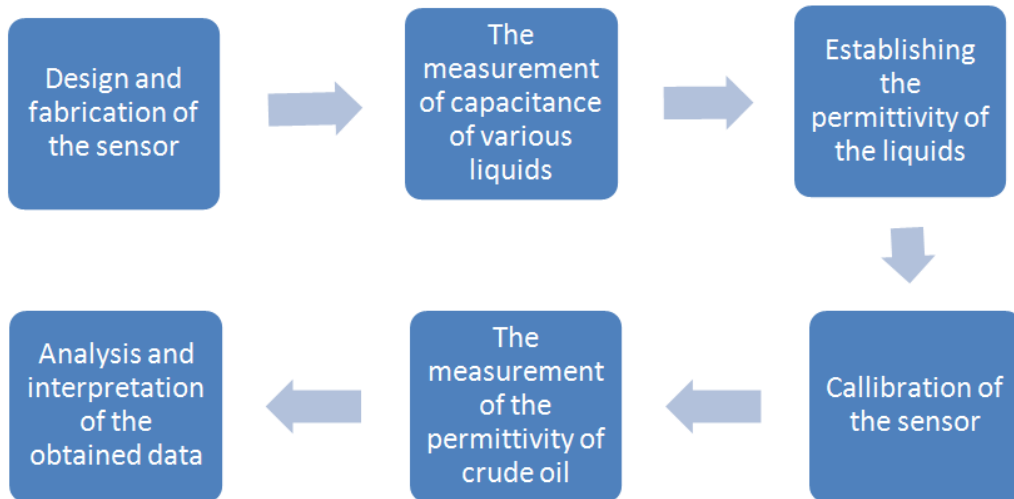 Design and
fabrication of
the sensor
The
measurement
of capacitance
of various
liquids
Establishing
the
permittivity of
the liquids
Callibration of
the sensor
The
measurement
of the
permittivity of
crude oil
Analysis and
interpretation
of the
obtained data